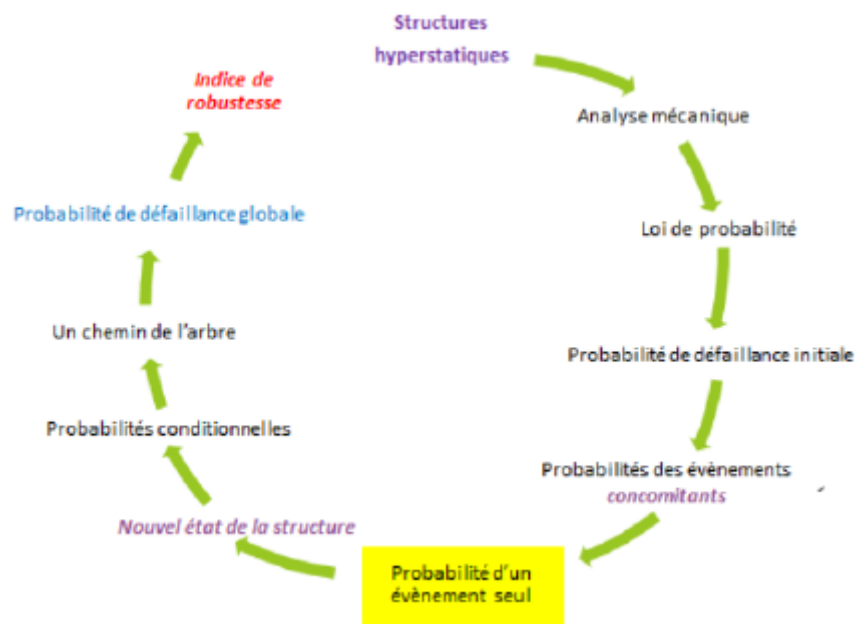 Structures
hyperstatiques
Analyse mécanique
Loi de probabilité
Probabilité de défaillance initiale
Probabilités des évènements
concomitants
Probabilité d'un
évènement seul
Nouvel état de la structure
Probabilités conditionnelles
Un chemin de l'arbre
Probabilité de défaillance globale
Indice de
robustesse